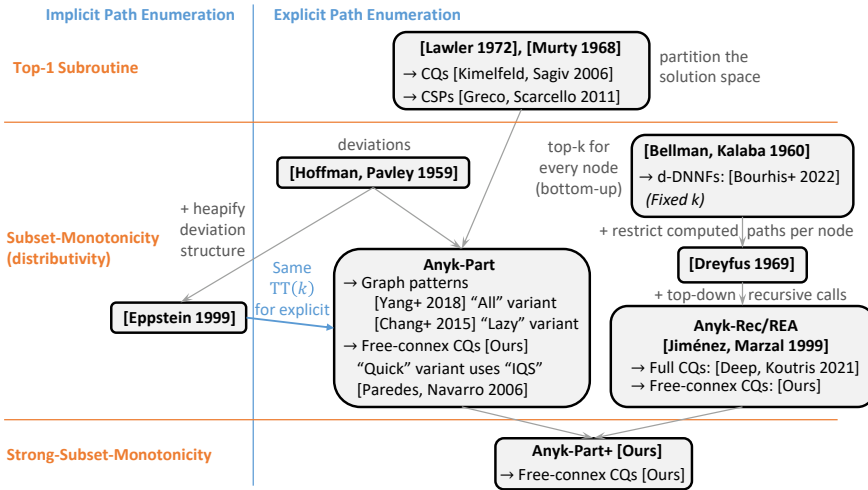 Implicit Path Enumeration
Explicit Path Enumeration
Top-1 Subroutine
[Lawler 1972], [Murty 1968]
→ CQs [Kimelfeld, Sagiv 2006]
→ CSPs [Greco, Scarcello 2011]
partition the
solution space
deviations
[Hoffman, Pavley 1959]
top-k for
every node
(bottom-up)
[Bellman, Kalaba 1960]
→ d-DNNFs: [Bourhis+ 2022]
(Fixed k)
+ heapify
deviation
structure
+ restrict computed paths per node
Subset-Monotonicity
(distributivity)
[Dreyfus 1969]
+ top-down recursive calls
[Eppstein 1999]
Same
TT(k)
for explicit
Anyk-Part
→ Graph patterns
[Yang+ 2018] “All” variant
[Chang+ 2015] “Lazy” variant
→ Free-connex CQs [Ours]
“Quick” variant uses “IQS”
[Paredes, Navarro 2006]
Anyk-Rec/REA
[Jiménez, Marzal 1999]
→ Full CQs: [Deep, Koutris 2021]
→ Free-connex CQs: [Ours]
Strong-Subset-Monotonicity
Anyk-Part+ [Ours]
→ Free-connex CQs [Ours]